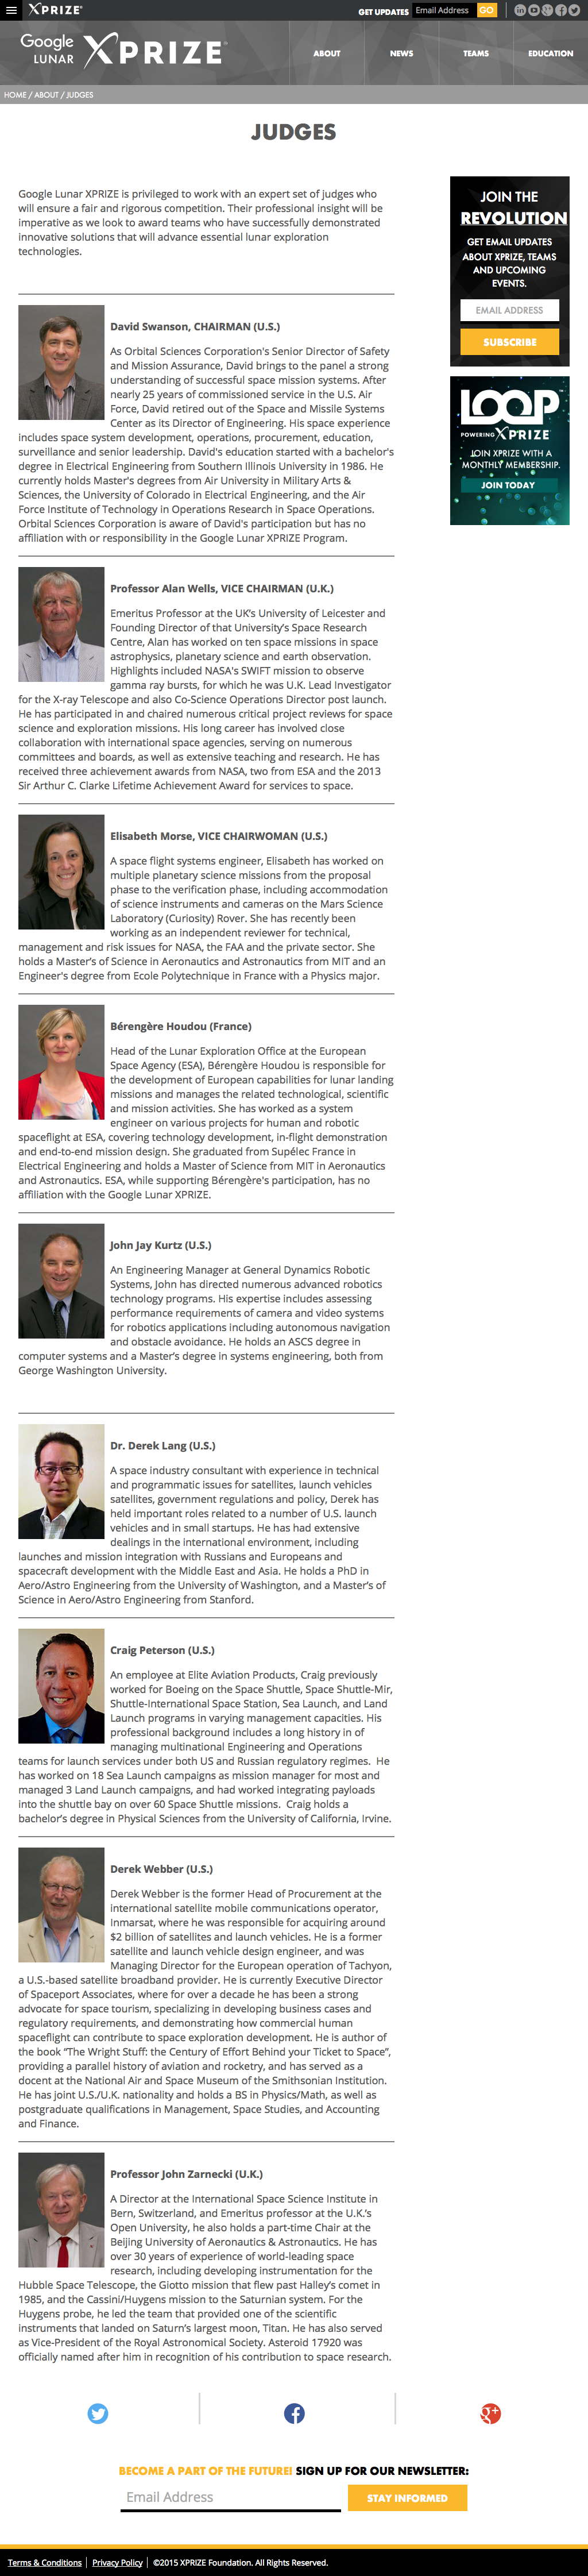 XPRIZE
GET UPDATES Email Address GO
Google LUNAR XPRIZE
ABOUT NEWS TEAMS EDUCATION
HOME / ABOUT / JUDGES
JUDGES
Google Lunar XPRIZE is privileged to work with an expert set of judges who
will ensure a fair and rigorous competition. Their professional insight will be
imperative as we look to award teams who have successfully demonstrated
innovative solutions that will advance essential lunar exploration
technologies.
David Swanson, CHAIRMAN (U.S.)
As Orbital Sciences Corporation's Senior Director of Safety
and Mission Assurance, David brings to the panel a strong
understanding of successful space mission systems. After
nearly 25 years of commissioned service in the U.S. Air
Force, David retired out of the Space and Missile Systems
Center as its Director of Engineering. His space experience
includes space system development, operations, procurement, education,
surveillance and senior leadership. David's education started with a bachelor's
degree in Electrical Engineering from Southern Illinois University in 1986. He
currently holds Master's degrees from Air University in Military Arts &
Sciences, the University of Colorado in Electrical Engineering, and the Air
Force Institute of Technology in Operations Research in Space Operations.
Orbital Sciences Corporation is aware of David's participation but has no
affiliation with or responsibility in the Google Lunar XPRIZE Program.
Professor Alan Wells, VICE CHAIRMAN (U.K.)
Emeritus Professor at the UK's University of Leicester and
Founding Director of that University's Space Research
Centre, Alan has worked on ten space missions in space
astrophysics, planetary science and earth observation.
Highlights included NASA's SWIFT mission to observe
gamma ray bursts, for which he was U.K. Lead Investigator
for the X-ray Telescope and also Co-Science Operations Director post launch.
He has participated in and chaired numerous critical project reviews for space
science and exploration missions. His long career has involved close
collaboration with international space agencies, serving on numerous
committees and boards, as well as extensive teaching and research. He has
received three achievement awards from NASA, two from ESA and the 2013
Sir Arthur C. Clarke Lifetime Achievement Award for services to space.
Elisabeth Morse, VICE CHAIRWOMAN (U.S.)
A space flight systems engineer, Elisabeth has worked on
multiple planetary science missions from the proposal
phase to the verification phase, including accommodation
of science instruments and cameras on the Mars Science
Laboratory (Curiosity) Rover. She has recently been
working as an independent reviewer for technical,
management and risk issues for NASA, the FAA and the private sector. She
holds a Master's of Science in Aeronautics and Astronautics from MIT and an
Engineer's degree from Ecole Polytechnique in France with a Physics major.
Bérengère Houdou (France)
Head of the Lunar Exploration Office at the European
Space Agency (ESA), Bérengère Houdou is responsible for
the development of European capabilities for lunar landing
missions and manages the related technological, scientific
and mission activities. She has worked as a system
engineer on various projects for human and robotic
spaceflight at ESA, covering technology development, in-flight demonstration
and end-to-end mission design. She graduated from Supélec France in
Electrical Engineering and holds a Master of Science from MIT in Aeronautics
and Astronautics. ESA, while supporting Bérengère's participation, has no
affiliation with the Google Lunar XPRIZE.
John Jay Kurtz (U.S.)
An Engineering Manager at General Dynamics Robotic
Systems, John has directed numerous advanced robotics
technology programs. His expertise includes assessing
performance requirements of camera and video systems
for robotics applications including autonomous navigation
and obstacle avoidance. He holds an ASCS degree in
computer systems and a Master's degree in systems engineering, both from
George Washington University.
Dr. Derek Lang (U.S.)
A space industry consultant with experience in technical
and programmatic issues for satellites, launch vehicles
satellites, government regulations and policy, Derek has
held important roles related to a number of U.S. launch
vehicles and in small startups. He has had extensive
dealings in the international environment, including
launches and mission integration with Russians and Europeans and
spacecraft development with the Middle East and Asia. He holds a PhD in
Aero/Astro Engineering from the University of Washington, and a Master's of
Science in Aero/Astro Engineering from Stanford.
Craig Peterson (U.S.)
An employee at Elite Aviation Products, Craig previously
worked for Boeing on the Space Shuttle, Space Shuttle-Mir,
Shuttle-International Space Station, Sea Launch, and Land
Launch programs in varying management capacities. His
professional background includes a long history in of
managing multinational Engineering and Operations
teams for launch services under both US and Russian regulatory regimes. He
has worked on 18 Sea Launch campaigns as mission manager for most and
managed 3 Land Launch campaigns, and had worked integrating payloads
into the shuttle bay on over 60 Space Shuttle missions. Craig holds a
bachelor's degree in Physical Sciences from the University of California, Irvine.
Derek Webber (U.S.)
Derek Webber is the former Head of Procurement at the
international satellite mobile communications operator,
Inmarsat, where he was responsible for acquiring around
$2 billion of satellites and launch vehicles. He is a former
satellite and launch vehicle design engineer, and was
Managing Director for the European operation of Tachyon,
a U.S.-based satellite broadband provider. He is currently Executive Director
of Spaceport Associates, where for over a decade he has been a strong
advocate for space tourism, specializing in developing business cases and
regulatory requirements, and demonstrating how commercial human
spaceflight can contribute to space exploration development. He is author of
the book “The Wright Stuff: the Century of Effort Behind your Ticket to Space”,
providing a parallel history of aviation and rocketry, and has served as a
docent at the National Air and Space Museum of the Smithsonian Institution.
He has joint U.S./U.K. nationality and holds a BS in Physics/Math, as well as
postgraduate qualifications in Management, Space Studies, and Accounting
and Finance.
Professor John Zarnecki (U.K.)
A Director at the International Space Science Institute in
Bern, Switzerland, and Emeritus professor at the U.K.'s
Open University, he also holds a part-time Chair at the
Beijing University of Aeronautics & Astronautics. He has
over 30 years of experience of world-leading space
research, including developing instrumentation for the
Hubble Space Telescope, the Giotto mission that flew past Halley's comet in
1985, and the Cassini/Huygens mission to the Saturnian system. For the
Huygens probe, he led the team that provided one of the scientific
instruments that landed on Saturn's largest moon, Titan. He has also served
as Vice-President of the Royal Astronomical Society. Asteroid 17920 was
officially named after him in recognition of his contribution to space research.
JOIN THE
REVOLUTION
GET EMAIL UPDATES
ABOUT XPRIZE, TEAMS
AND UPCOMING
EVENTS.
EMAIL ADDRESS
SUBSCRIBE
LOOP
POWERING XPRIZE
JOIN XPRIZE WITH A
MONTHLY MEMBERSHIP.
JOIN TODAY
BECOME A PART OF THE FUTURE! SIGN UP FOR OUR NEWSLETTER:
Email Address STAY INFORMED
Terms & Conditions Privacy Policy ©2015 XPRIZE Foundation. All Rights Reserved.